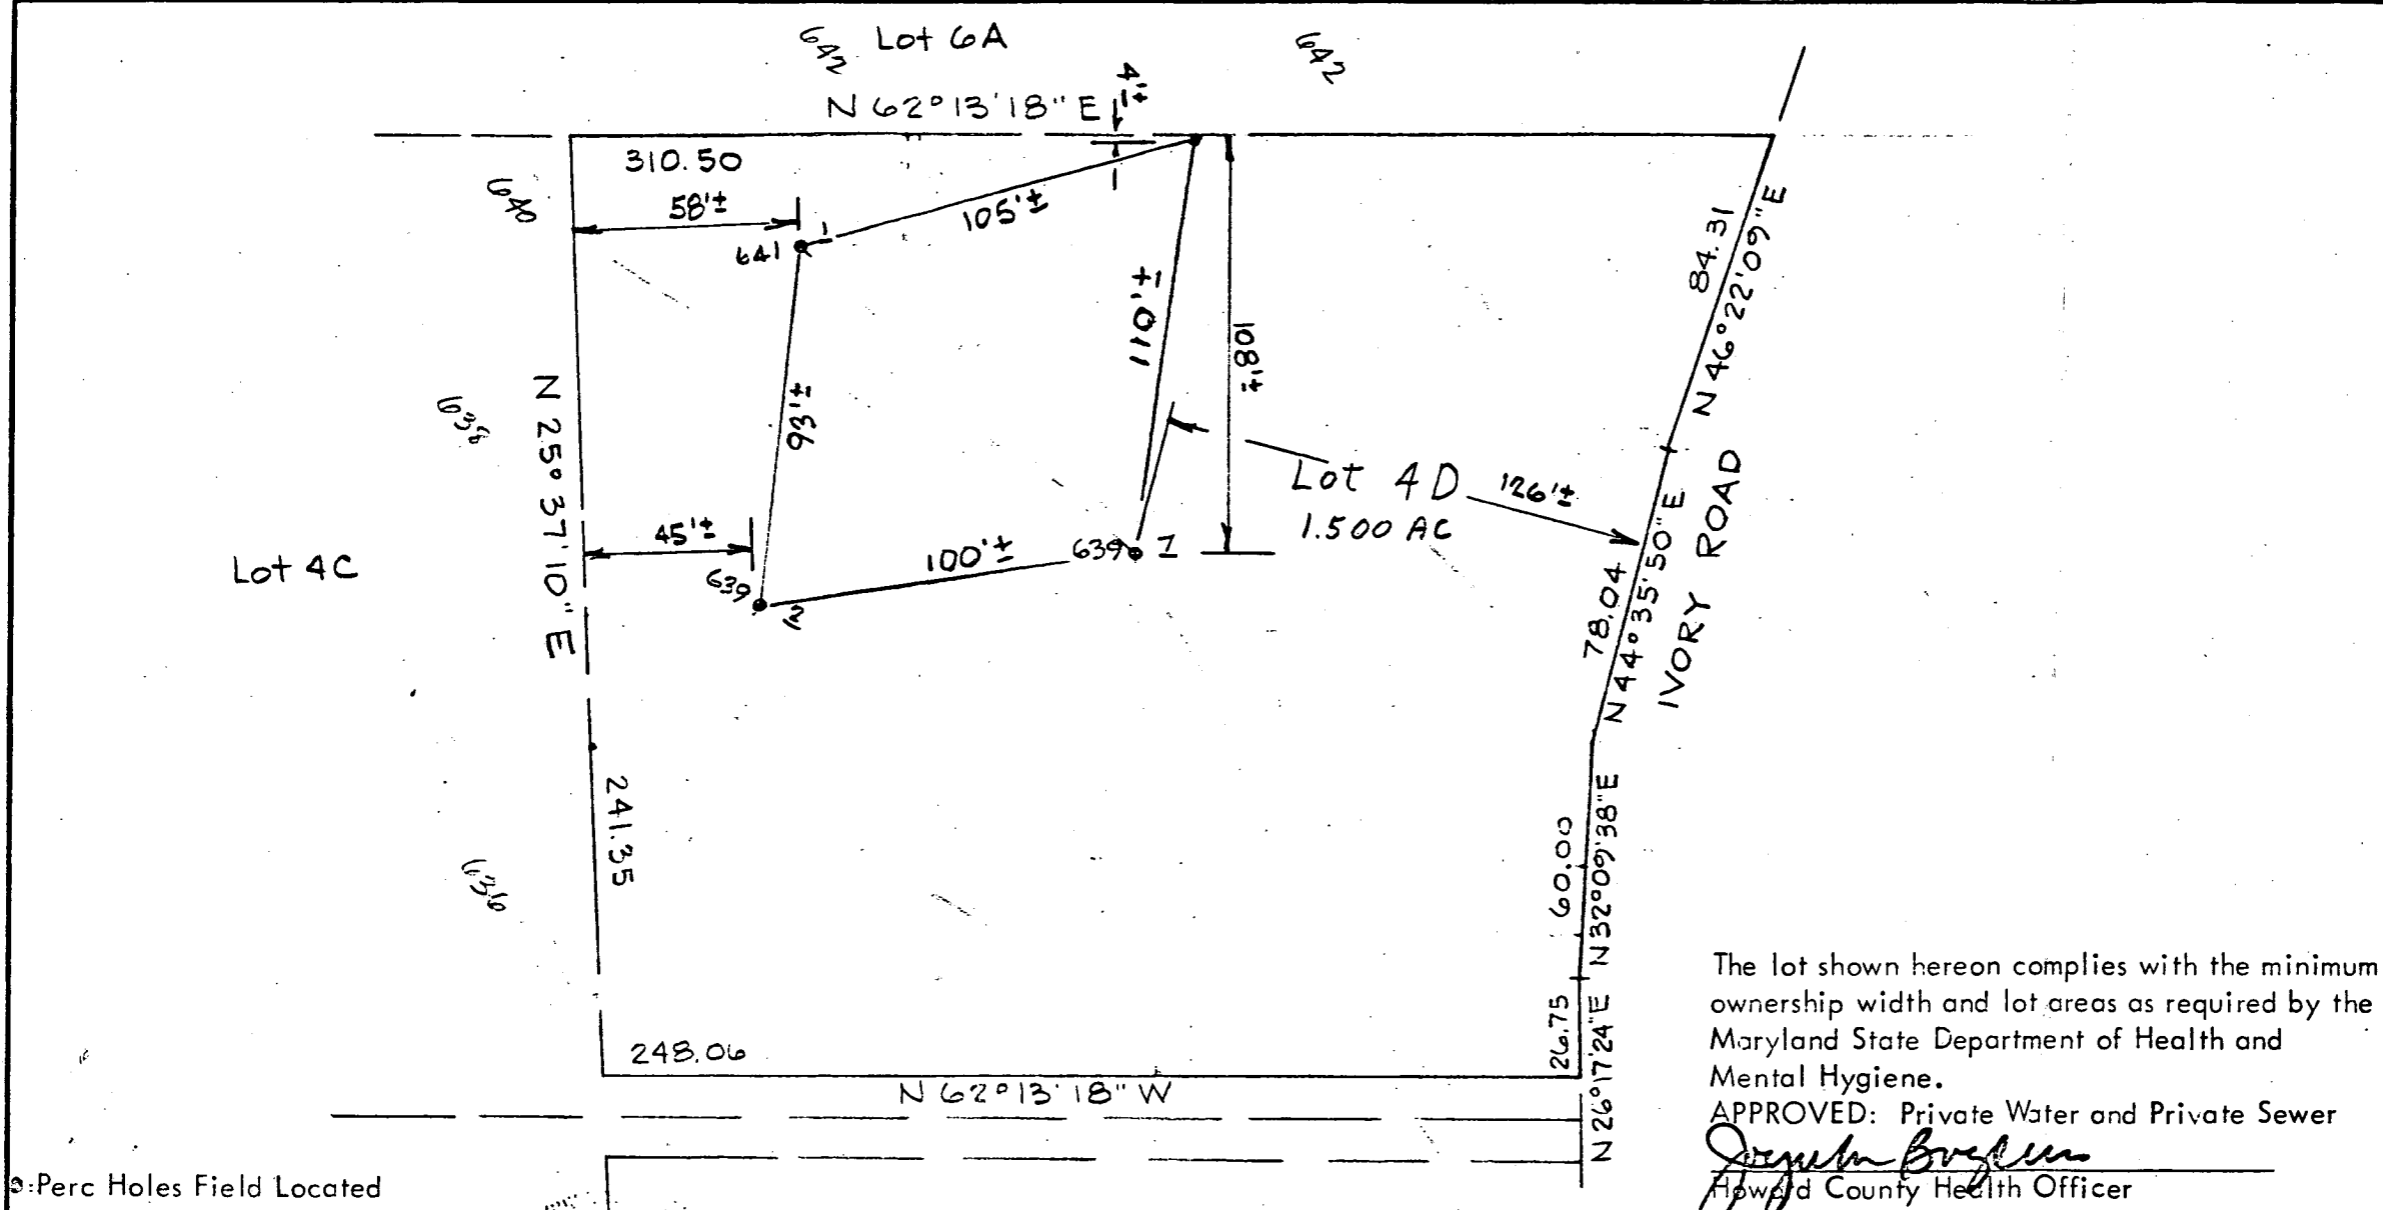 642 Lot 6A 642
4'±
N 62°13'18" E
310.50
640
58'±
105'±
641 1
84.31
N 46°22'09" E
110'±
108'±
93'±
638
N 25°37'10" E
Lot 4D 126'±
1.500 AC
IVORY ROAD
45'±
100'± 639
639
2
Lot 4C
78.04
N 44°35'50" E
241.35
60.00
N 32°09'38" E
638
26.75
N 26°17'24" E
248.06
N 62°13'18" W
The lot shown hereon complies with the minimum
ownership width and lot areas as required by the
Maryland State Department of Health and
Mental Hygiene.
APPROVED: Private Water and Private Sewer
Howard County Health Officer
:Perc Holes Field Located